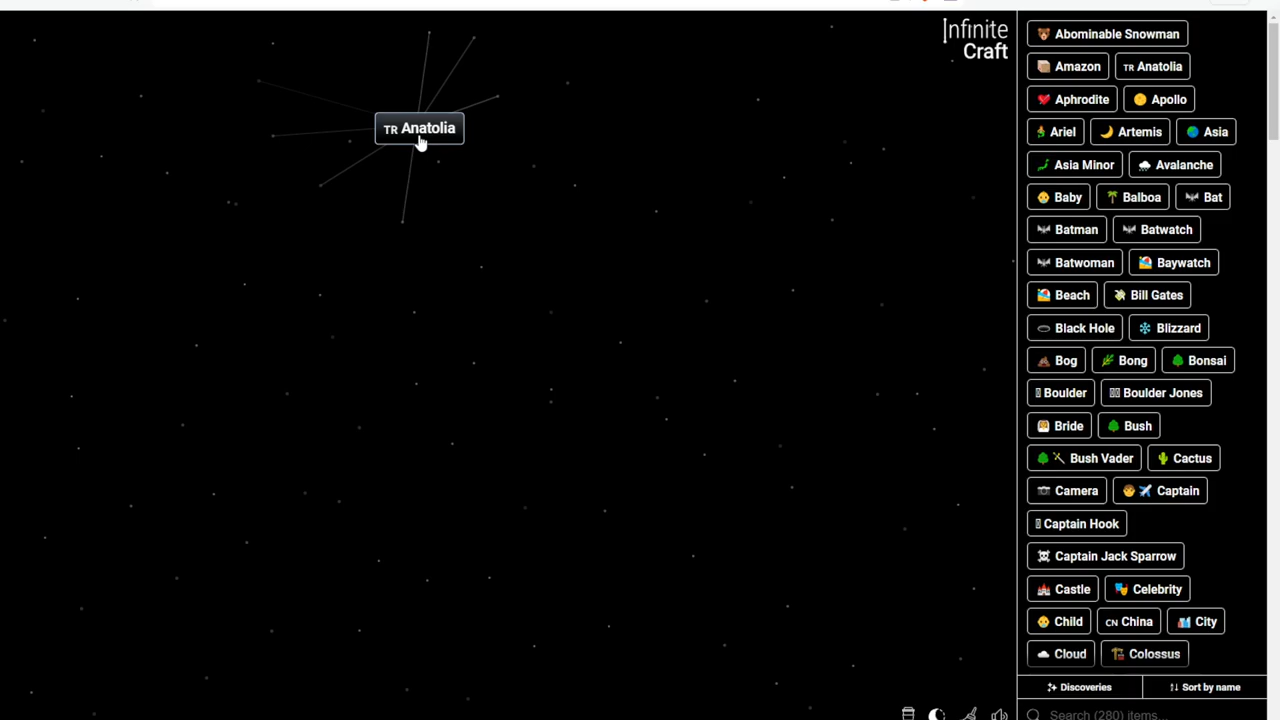 Infinite
Craft
TR Anatolia
Abominable Snowman
Amazon TR Anatolia
Aphrodite Apollo
Ariel Artemis Asia
Asia Minor Avalanche
Baby Balboa Bat
Batman Batwatch
Batwoman Baywatch
Beach Bill Gates
Black Hole Blizzard
Bog Bong Bonsai
Boulder Boulder Jones
Bride Bush
Bush Vader Cactus
Camera Captain
Captain Hook
Captain Jack Sparrow
Castle Celebrity
Child CN China City
Cloud Colossus
Discoveries Sort by name
Search (280) items...